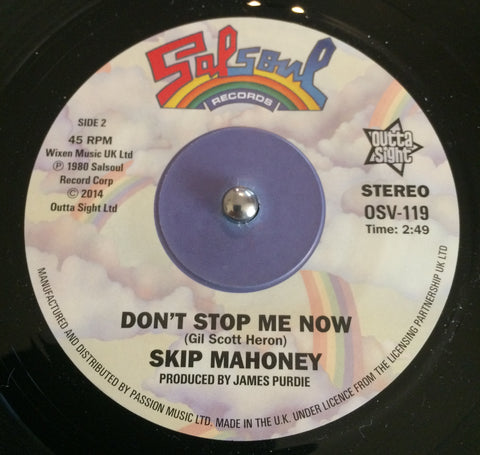 Salsoul
RECORDS
SIDE 2
45 RPM
Wixen Music UK Ltd
℗ 1980 Salsoul
Record Corp
© 2014
Outta Sight Ltd
outta
sight
STEREO
OSV-119
Time: 2:49
DON'T STOP ME NOW
(Gil Scott Heron)
SKIP MAHONEY
PRODUCED BY JAMES PURDIE
MANUFACTURED AND DISTRIBUTED BY PASSION MUSIC LTD. MADE IN THE U.K. UNDER LICENCE FROM THE LICENSING PARTNERSHIP UK LTD